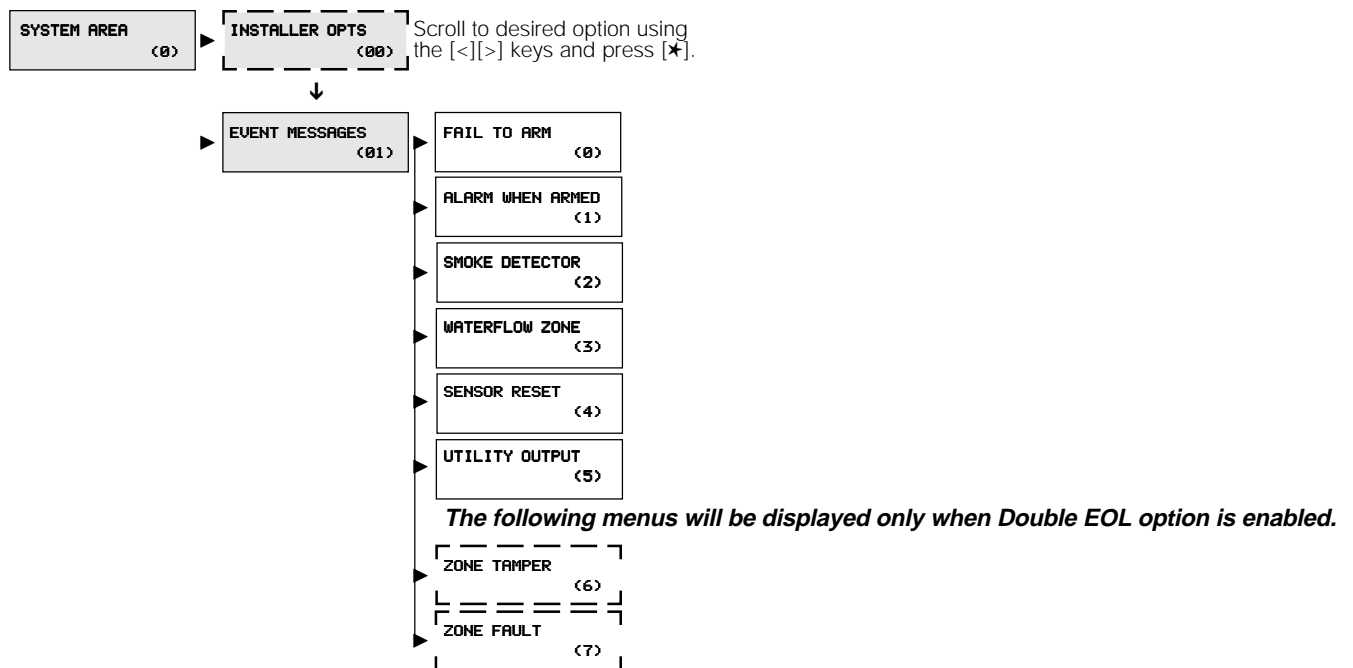 SYSTEM AREA
(0)
INSTALLER OPTS
(00)
Scroll to desired option using
the [<][>] keys and press [★].
EVENT MESSAGES
(01)
FAIL TO ARM
(0)
ALARM WHEN ARMED
(1)
SMOKE DETECTOR
(2)
WATERFLOW ZONE
(3)
SENSOR RESET
(4)
UTILITY OUTPUT
(5)
The following menus will be displayed only when Double EOL option is enabled.
ZONE TAMPER
(6)
ZONE FAULT
(7)